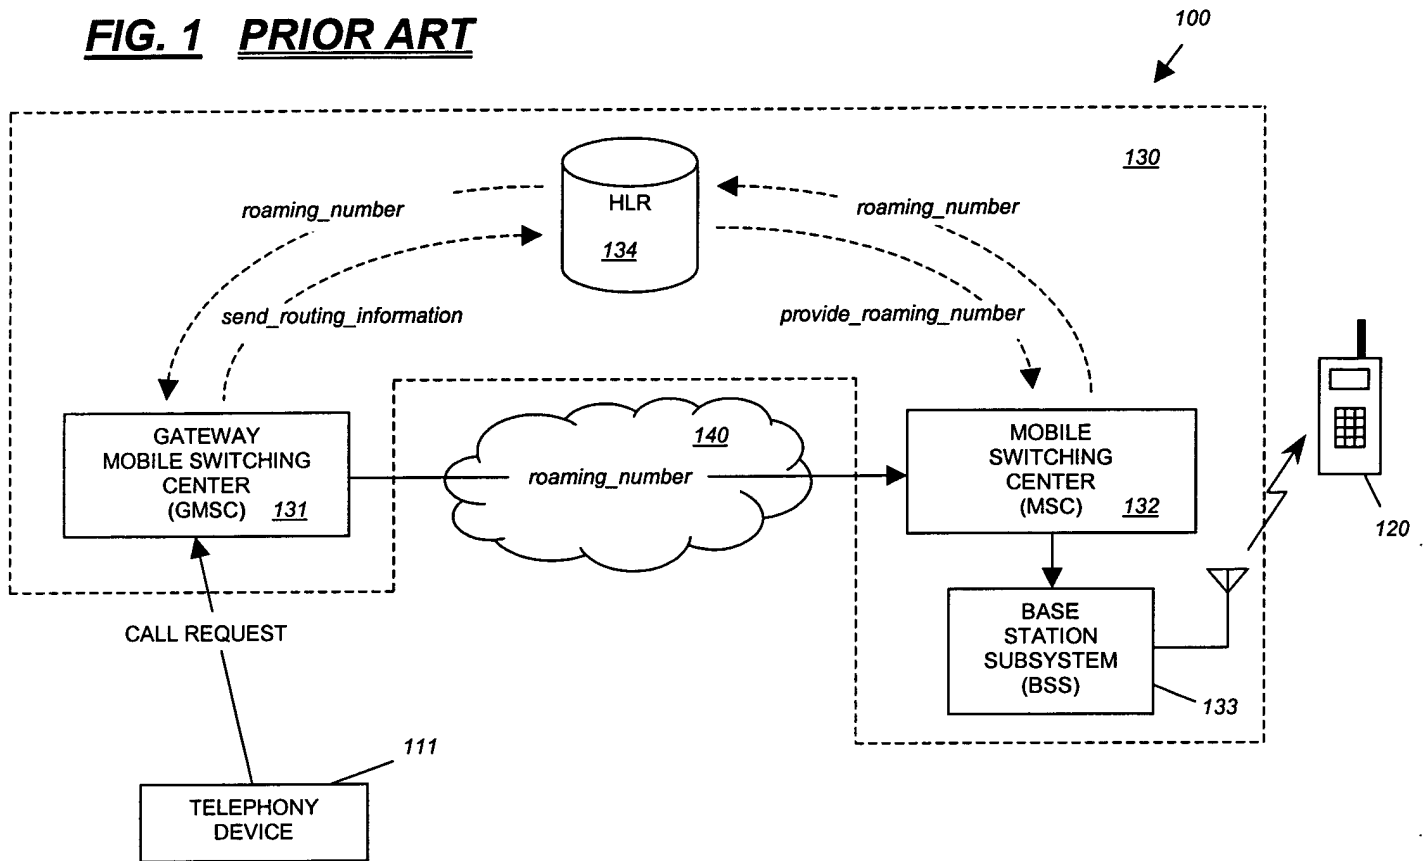 FIG. 1 PRIOR ART
100
130
HLR
134
roaming_number
roaming_number
send_routing_information
provide_roaming_number
GATEWAY
MOBILE SWITCHING
CENTER
(GMSC) 131
140
roaming_number
MOBILE
SWITCHING
CENTER
(MSC) 132
120
CALL REQUEST
BASE
STATION
SUBSYSTEM
(BSS)
133
111
TELEPHONY
DEVICE